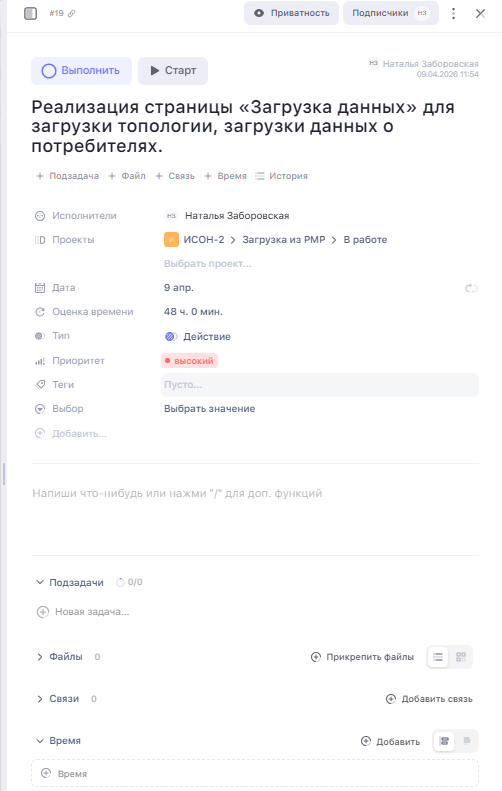 #19
Приватность
Подписчики НЗ
Выполнить
Старт
НЗ Наталья Заборовская
09.04.2026 11:54
Реализация страницы «Загрузка данных» для
загрузки топологии, загрузки данных о
потребителях.
+ Подзадача + Файл + Связь + Время История
Исполнители НЗ Наталья Заборовская
Проекты И ИСОН-2 > Загрузка из РМР > В работе
Выбрать проект...
Дата 9 апр.
Оценка времени 48 ч. 0 мин.
Тип Действие
Приоритет высокий
Теги Пусто...
Выбор Выбрать значение
Добавить...
Напиши что-нибудь или нажми "/" для доп. функций
Подзадачи 0/0
Новая задача...
Файлы 0 Прикрепить файлы
Связи 0 Добавить связь
Время Добавить
Время